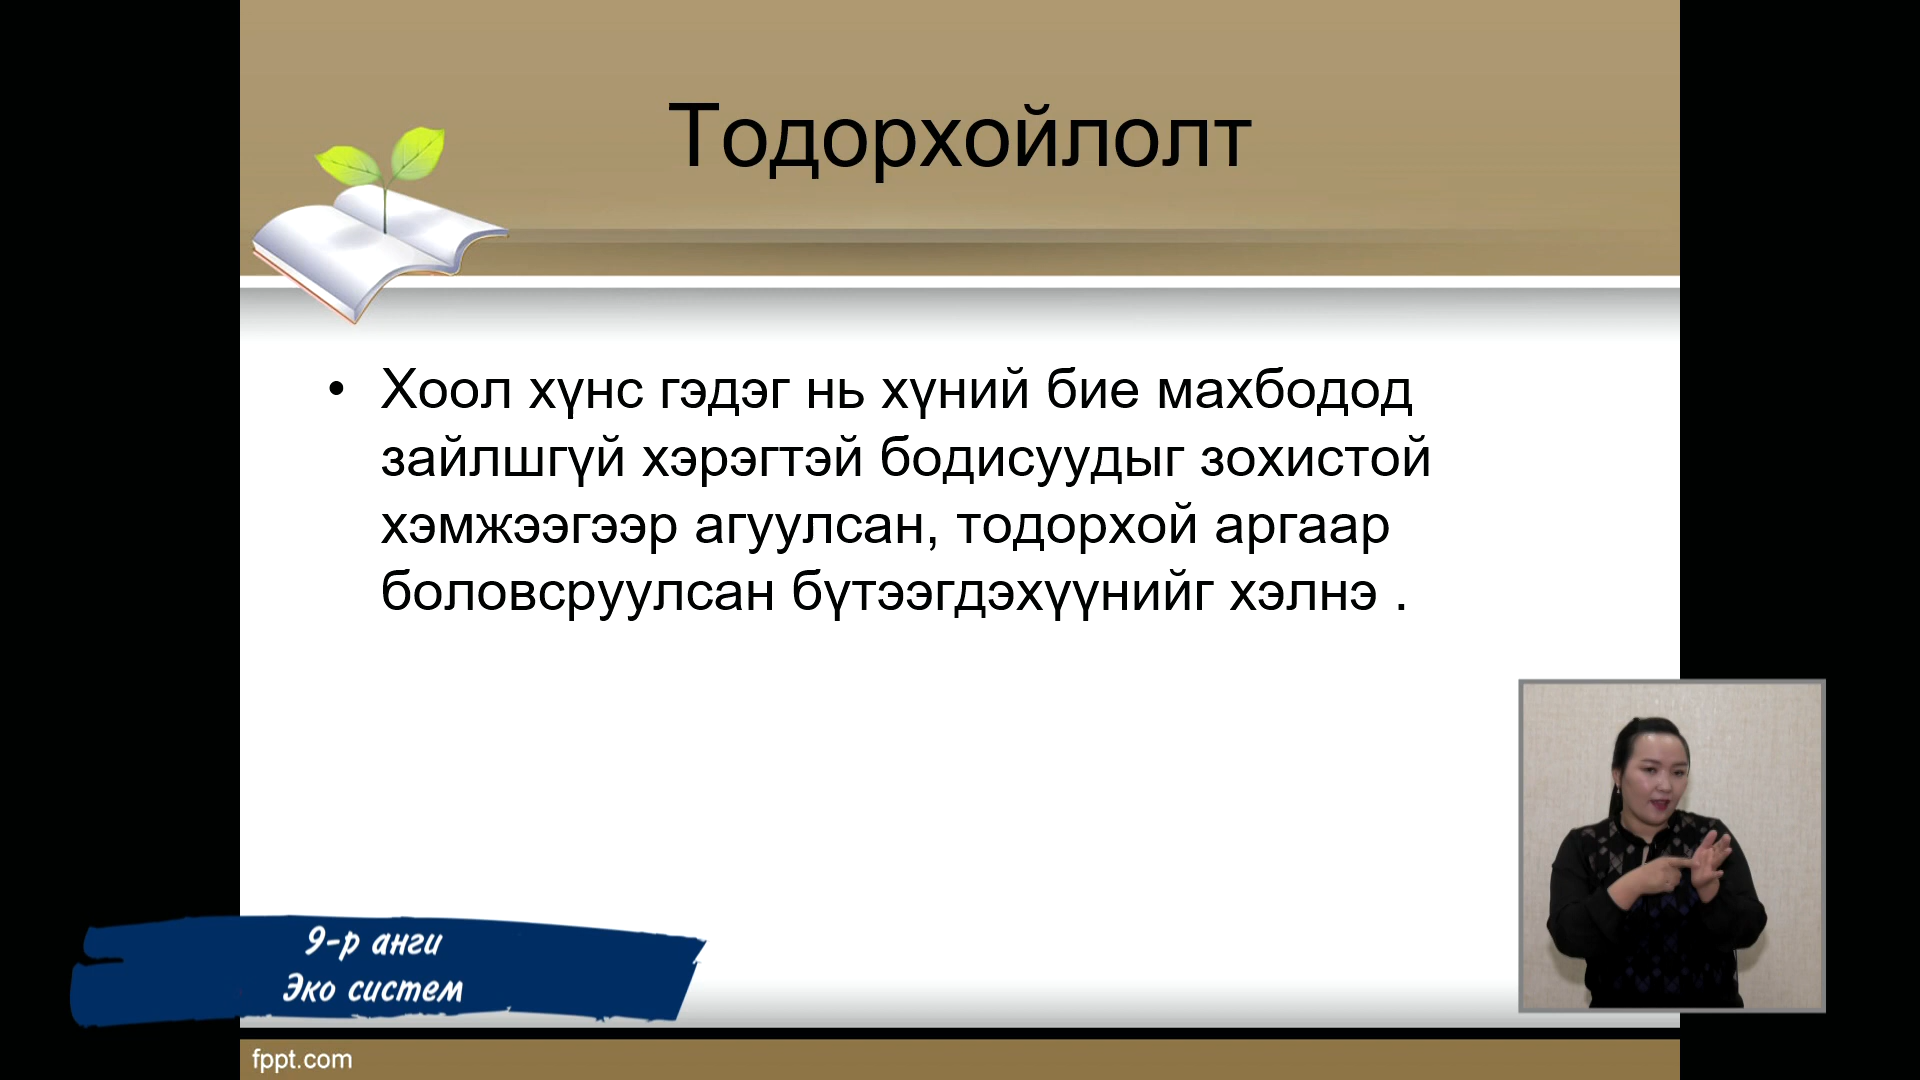 Тодорхойлолт
• Хоол хүнс гэдэг нь хүний бие махбодод
зайлшгүй хэрэгтэй бодисуудыг зохистой
хэмжээгээр агуулсан, тодорхой аргаар
боловсруулсан бүтээгдэхүүнийг хэлнэ .
9-р анги
Эко систем
fppt.com